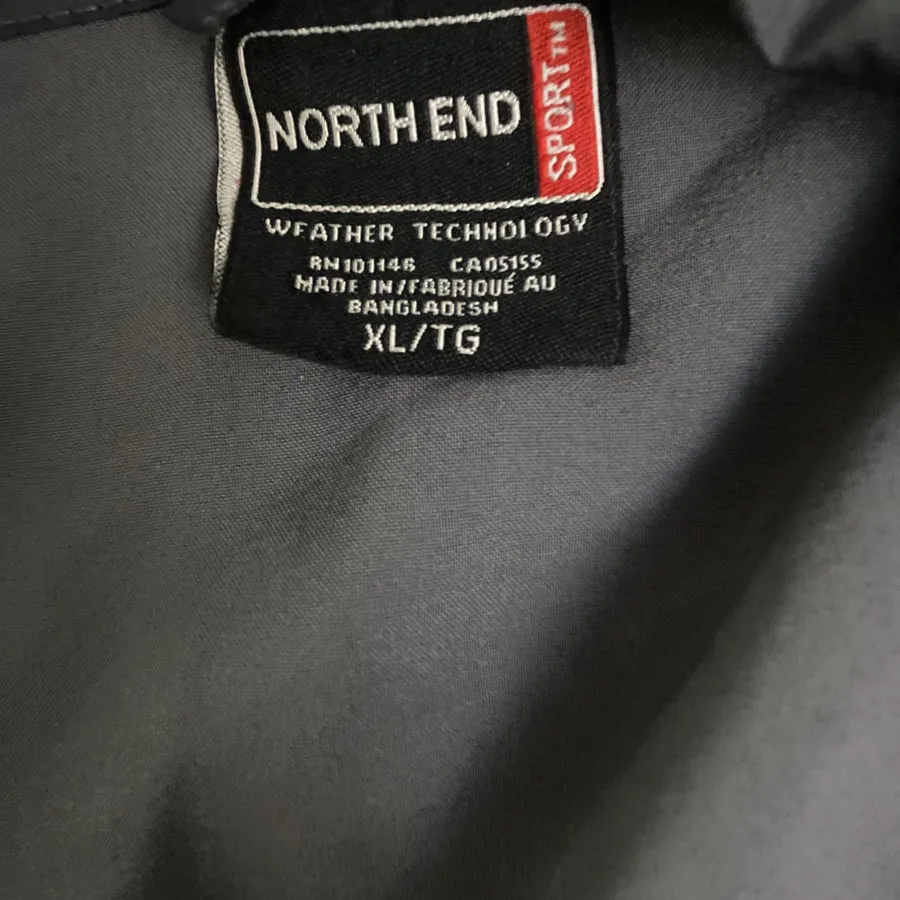 NORTH END
SPORT™
WEATHER TECHNOLOGY
RN101146 CA05155
MADE IN/FABRIQUÉ AU
BANGLADESH
XL/TG